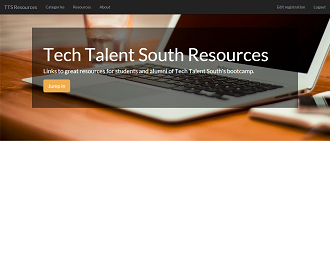 TTS Resources Categories Resources About Edit registration Logout
Tech Talent South Resources
Links to great resources for students and alumni of Tech Talent South's bootcamp.
Jump in